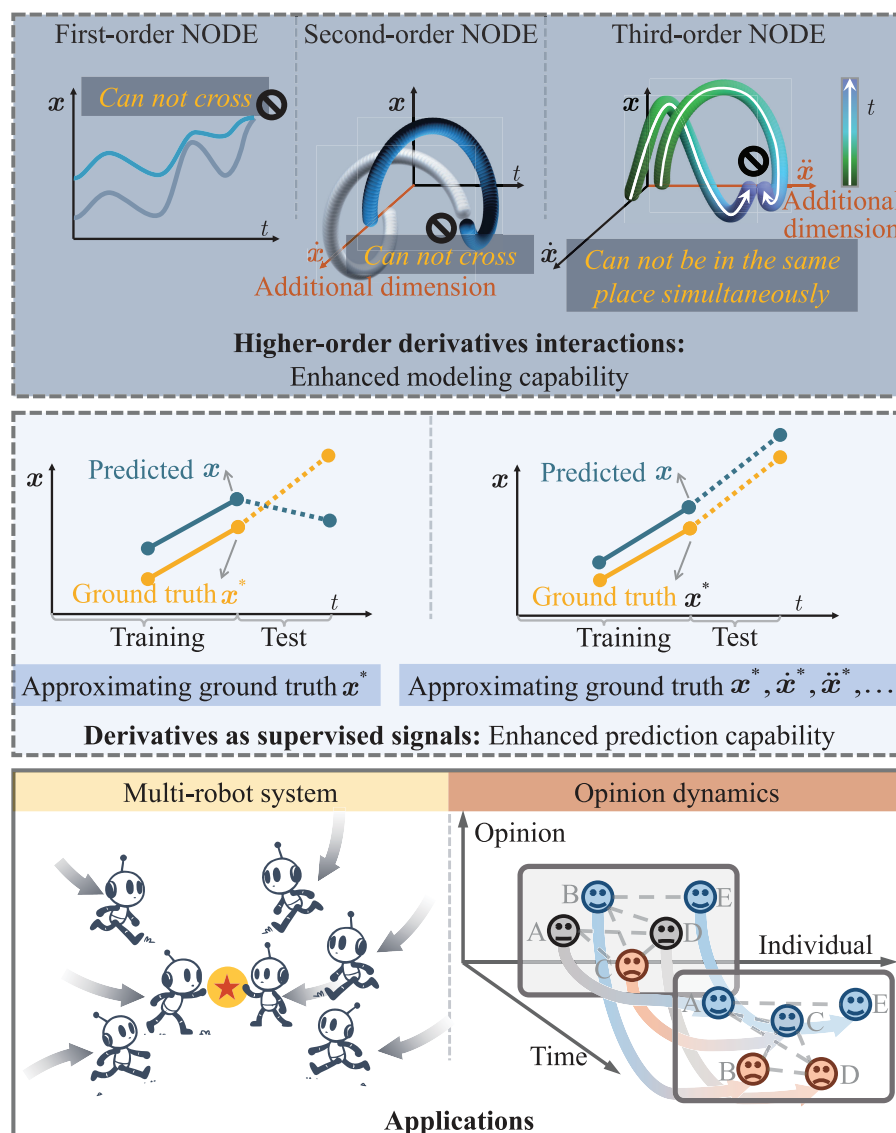 First-order NODE
Second-order NODE
Third-order NODE
x
Can not cross
t
x
t
Can not cross
ẋ
Additional dimension
x
t
ẍ
Additional
dimension
ẋ
Can not be in the same
place simultaneously
Higher-order derivatives interactions:
Enhanced modeling capability
x
Predicted x
Ground truth x*
t
Training
Test
Approximating ground truth x*
x
Predicted x
Ground truth x*
t
Training
Test
Approximating ground truth x*, ẋ*, ẍ*,...
Derivatives as supervised signals: Enhanced prediction capability
Multi-robot system
Opinion dynamics
Opinion
B
E
A
D
C
Individual
A
E
C
Time
B
D
Applications